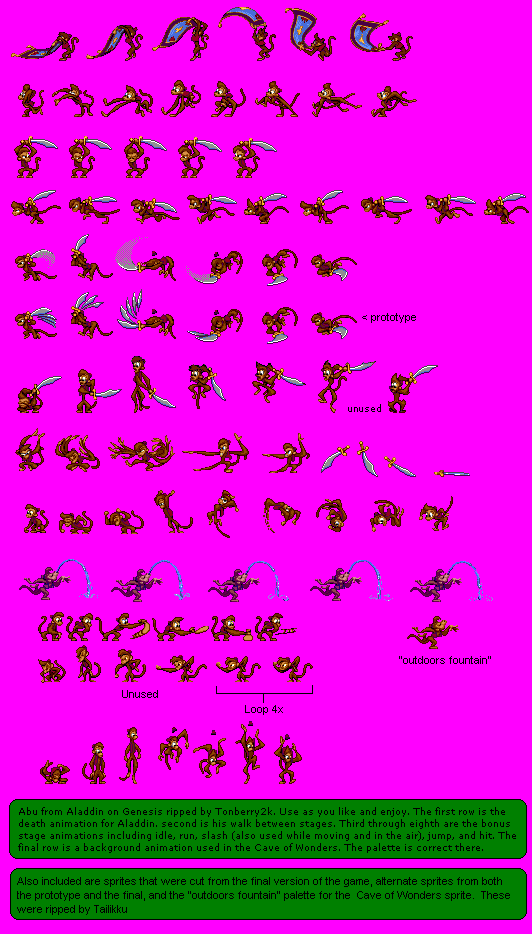 « prototype
unused
"outdoors fountain"
Unused
Loop 4x
Abu from Aladdin on Genesis ripped by Tonberry2k. Use as you like and enjoy. The first row is the
death animation for Aladdin, second is his walk between stages. Third through eighth are the bonus
stage animations including idle, run, slash (also used while moving and in the air), jump, and hit. The
final row is a background animation used in the Cave of Wonders. The palette is correct there.
Also included are sprites that were cut from the final version of the game, alternate sprites from both
the prototype and the final, and the "outdoors fountain" palette for the Cave of Wonders sprite. These
were ripped by Tailikku